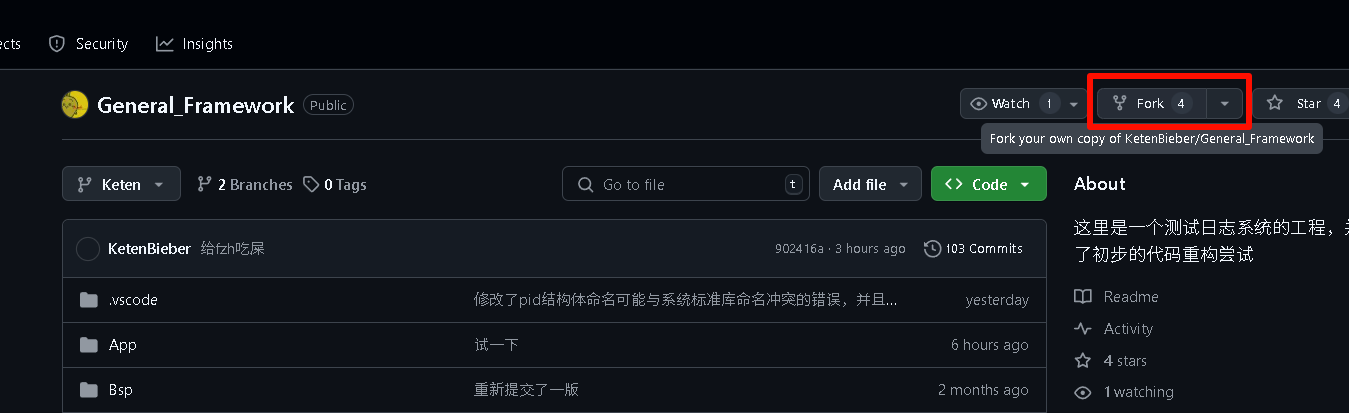 ects Security Insights
General_Framework Public Watch 1 Fork 4 Star 4
Fork your own copy of KetenBieber/General_Framework
Keten 2 Branches 0 Tags Go to file t Add file Code About
这里是一个测试日志系统的工程，
了初步的代码重构尝试
KetenBieber 给fzh吃屎 902416a · 3 hours ago 103 Commits
.vscode 修改了pid结构体命名可能与系统标准库命名冲突的错误，并且... yesterday Readme
Activity
App 试一下 6 hours ago
4 stars
Bsp 重新提交了一版 2 months ago
1 watching